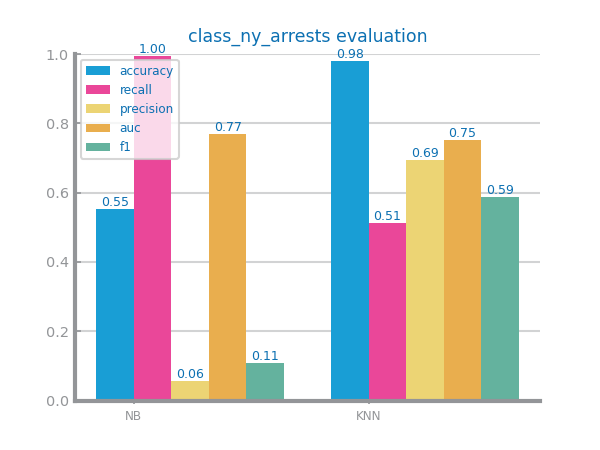 class_ny_arrests evaluation
1.0
0.8
0.6
0.4
0.2
0.0
accuracy
recall
precision
auc
f1
0.55
1.00
0.06
0.77
0.11
0.98
0.51
0.69
0.75
0.59
NB
KNN